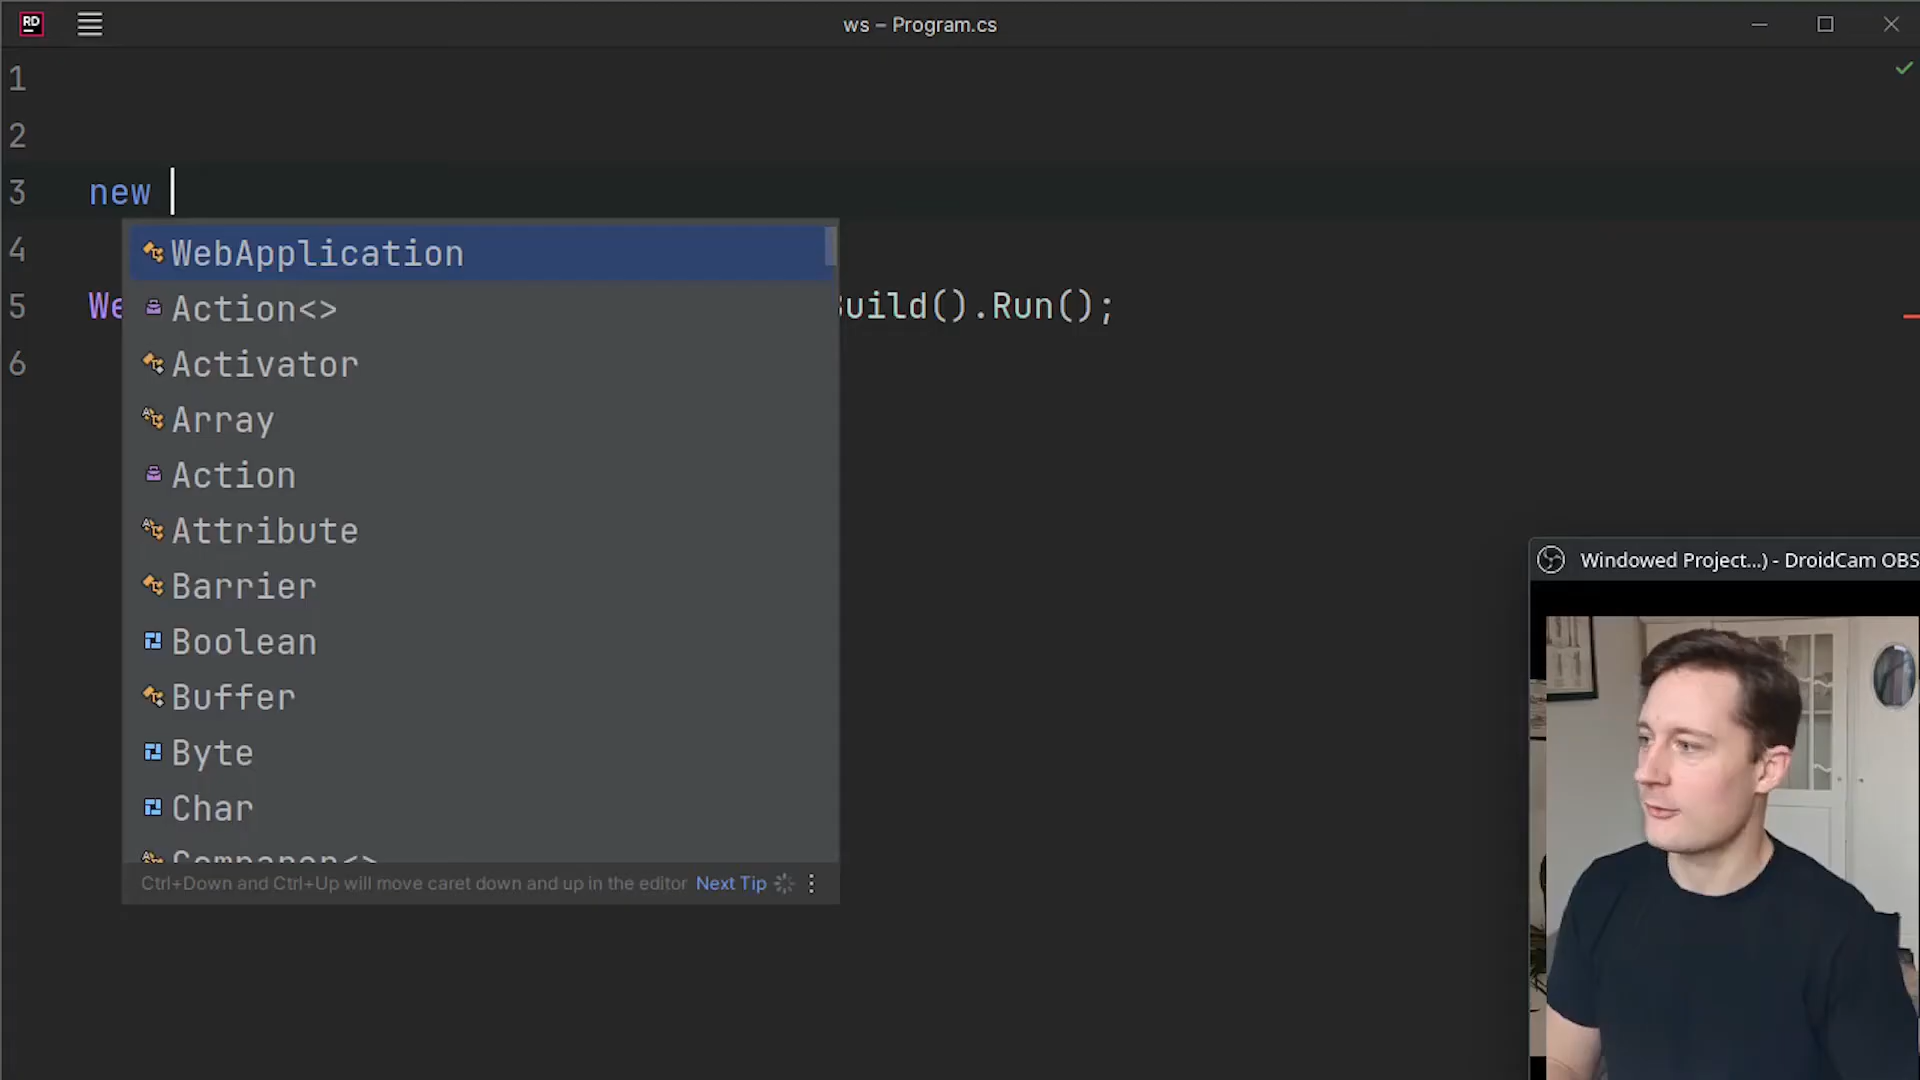 RD
ws – Program.cs
1
2
3 new
4
5 We uild().Run();
6
WebApplication
Action<>
Activator
Array
Action
Attribute
Barrier
Boolean
Buffer
Byte
Char
Comparer<>
Ctrl+Down and Ctrl+Up will move caret down and up in the editor Next Tip
Windowed Project...) - DroidCam OBS